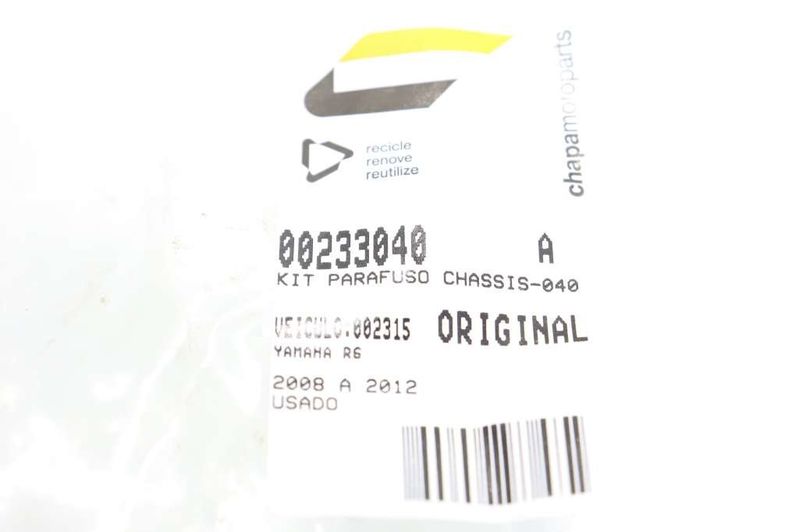 chapamotoparts
recicle
renove
reutilize
00233040 A
KIT PARAFUSO CHASSIS-040
VEICULO:002315 ORIGINAL
YAMAHA R6
2008 A 2012
USADO